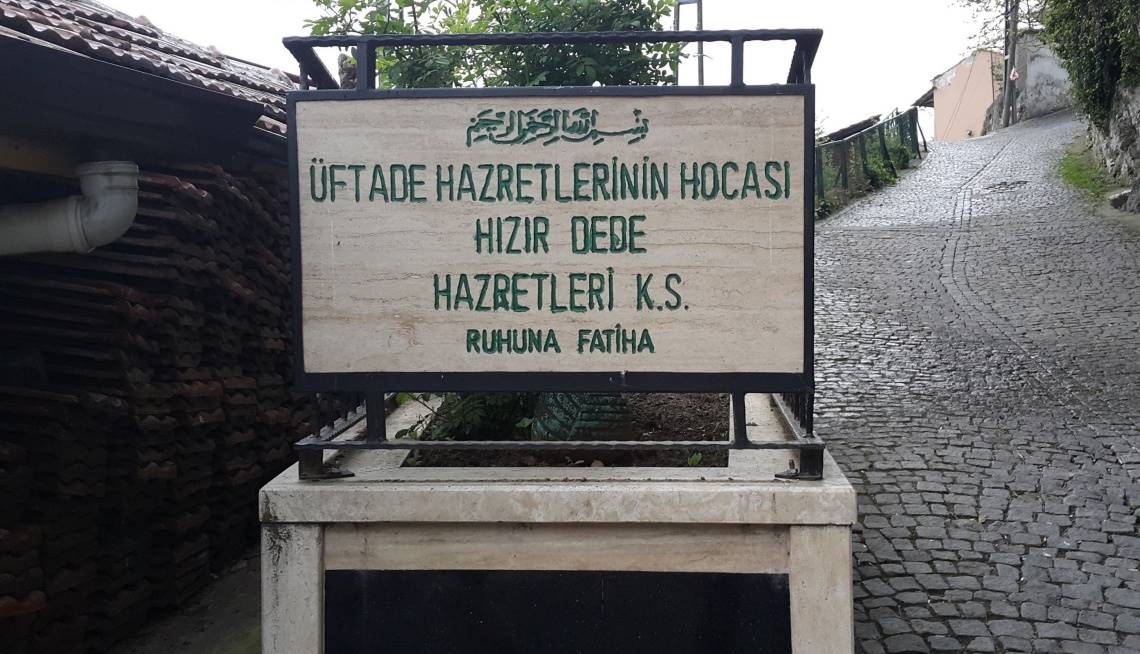 بسم الله الرحمن الرحيم
ÜFTADE HAZRETLERİNİN HOCASI
HIZIR DEDE
HAZRETLERİ K.S.
RUHUNA FATİHA